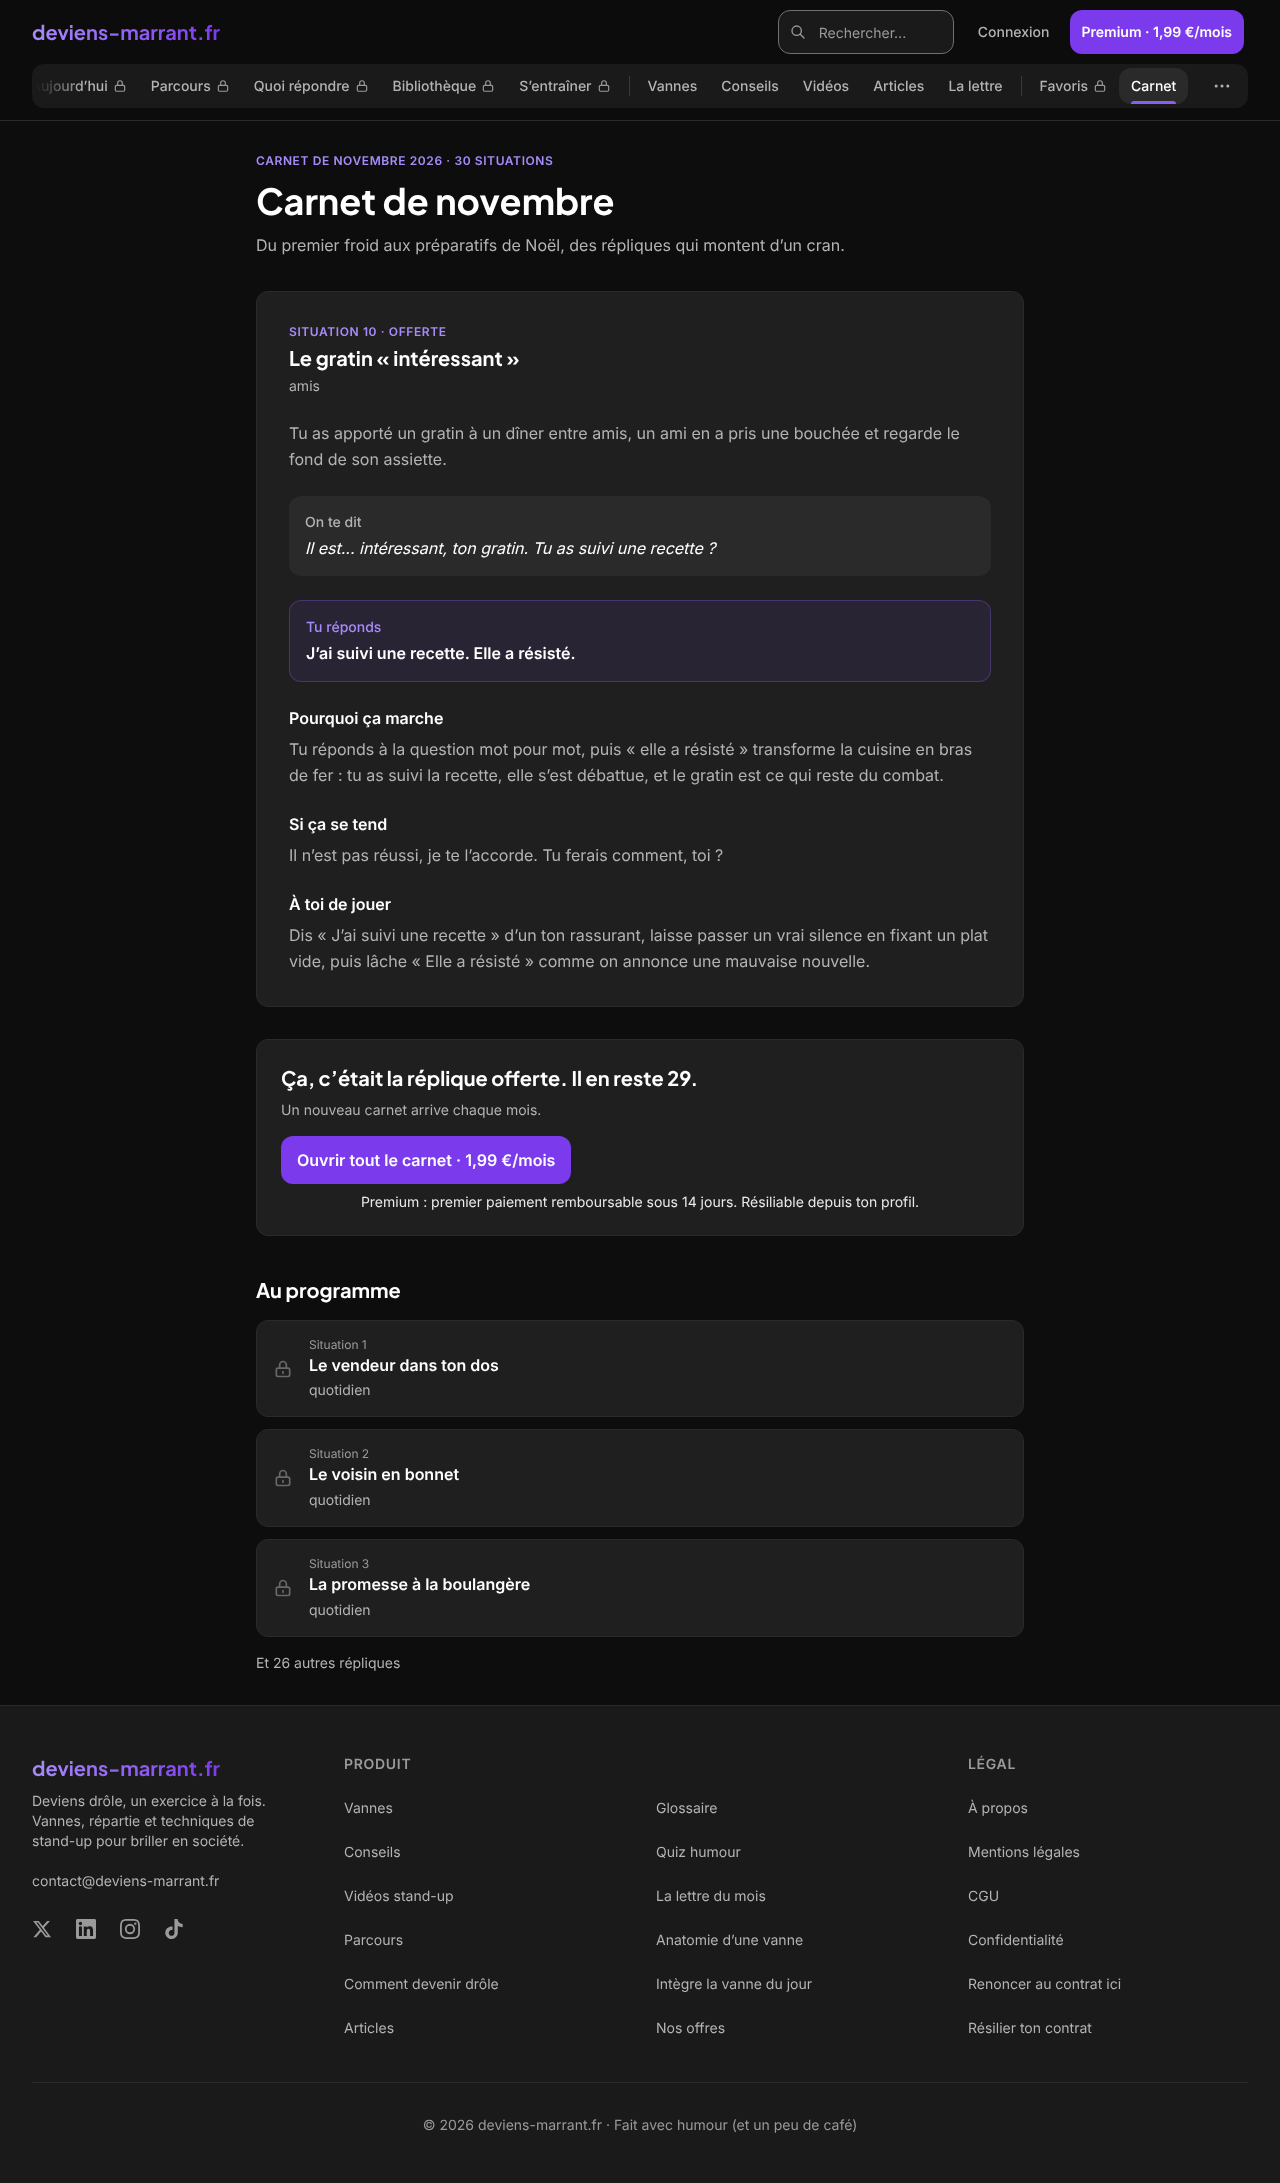 deviens-marrant.fr
Rechercher...
Connexion
Premium · 1,99 €/mois
Parcours
Quoi répondre
Bibliothèque
S’entraîner
Vannes
Conseils
Vidéos
Articles
La lettre
Favoris
Carnet
CARNET DE NOVEMBRE 2026 · 30 SITUATIONS
Carnet de novembre
Du premier froid aux préparatifs de Noël, des répliques qui montent d’un cran.
SITUATION 10 · OFFERTE
Le gratin « intéressant »
amis
Tu as apporté un gratin à un dîner entre amis, un ami en a pris une bouchée et regarde le
fond de son assiette.
On te dit
Il est... intéressant, ton gratin. Tu as suivi une recette ?
Tu réponds
J’ai suivi une recette. Elle a résisté.
Pourquoi ça marche
Tu réponds à la question mot pour mot, puis « elle a résisté » transforme la cuisine en bras
de fer : tu as suivi la recette, elle s’est débattue, et le gratin est ce qui reste du combat.
Si ça se tend
Il n’est pas réussi, je te l’accorde. Tu ferais comment, toi ?
À toi de jouer
Dis « J’ai suivi une recette » d’un ton rassurant, laisse passer un vrai silence en fixant un plat
vide, puis lâche « Elle a résisté » comme on annonce une mauvaise nouvelle.
Ça, c’était la réplique offerte. Il en reste 29.
Un nouveau carnet arrive chaque mois.
Ouvrir tout le carnet · 1,99 €/mois
Premium : premier paiement remboursable sous 14 jours. Résiliable depuis ton profil.
Au programme
Situation 1
Le vendeur dans ton dos
quotidien
Situation 2
Le voisin en bonnet
quotidien
Situation 3
La promesse à la boulangère
quotidien
Et 26 autres répliques
deviens-marrant.fr
Deviens drôle, un exercice à la fois.
Vannes, répartie et techniques de
stand-up pour briller en société.
contact@deviens-marrant.fr
PRODUIT
Vannes
Conseils
Vidéos stand-up
Parcours
Comment devenir drôle
Articles
Glossaire
Quiz humour
La lettre du mois
Anatomie d’une vanne
Intègre la vanne du jour
Nos offres
LÉGAL
À propos
Mentions légales
CGU
Confidentialité
Renoncer au contrat ici
Résilier ton contrat
© 2026 deviens-marrant.fr · Fait avec humour (et un peu de café)